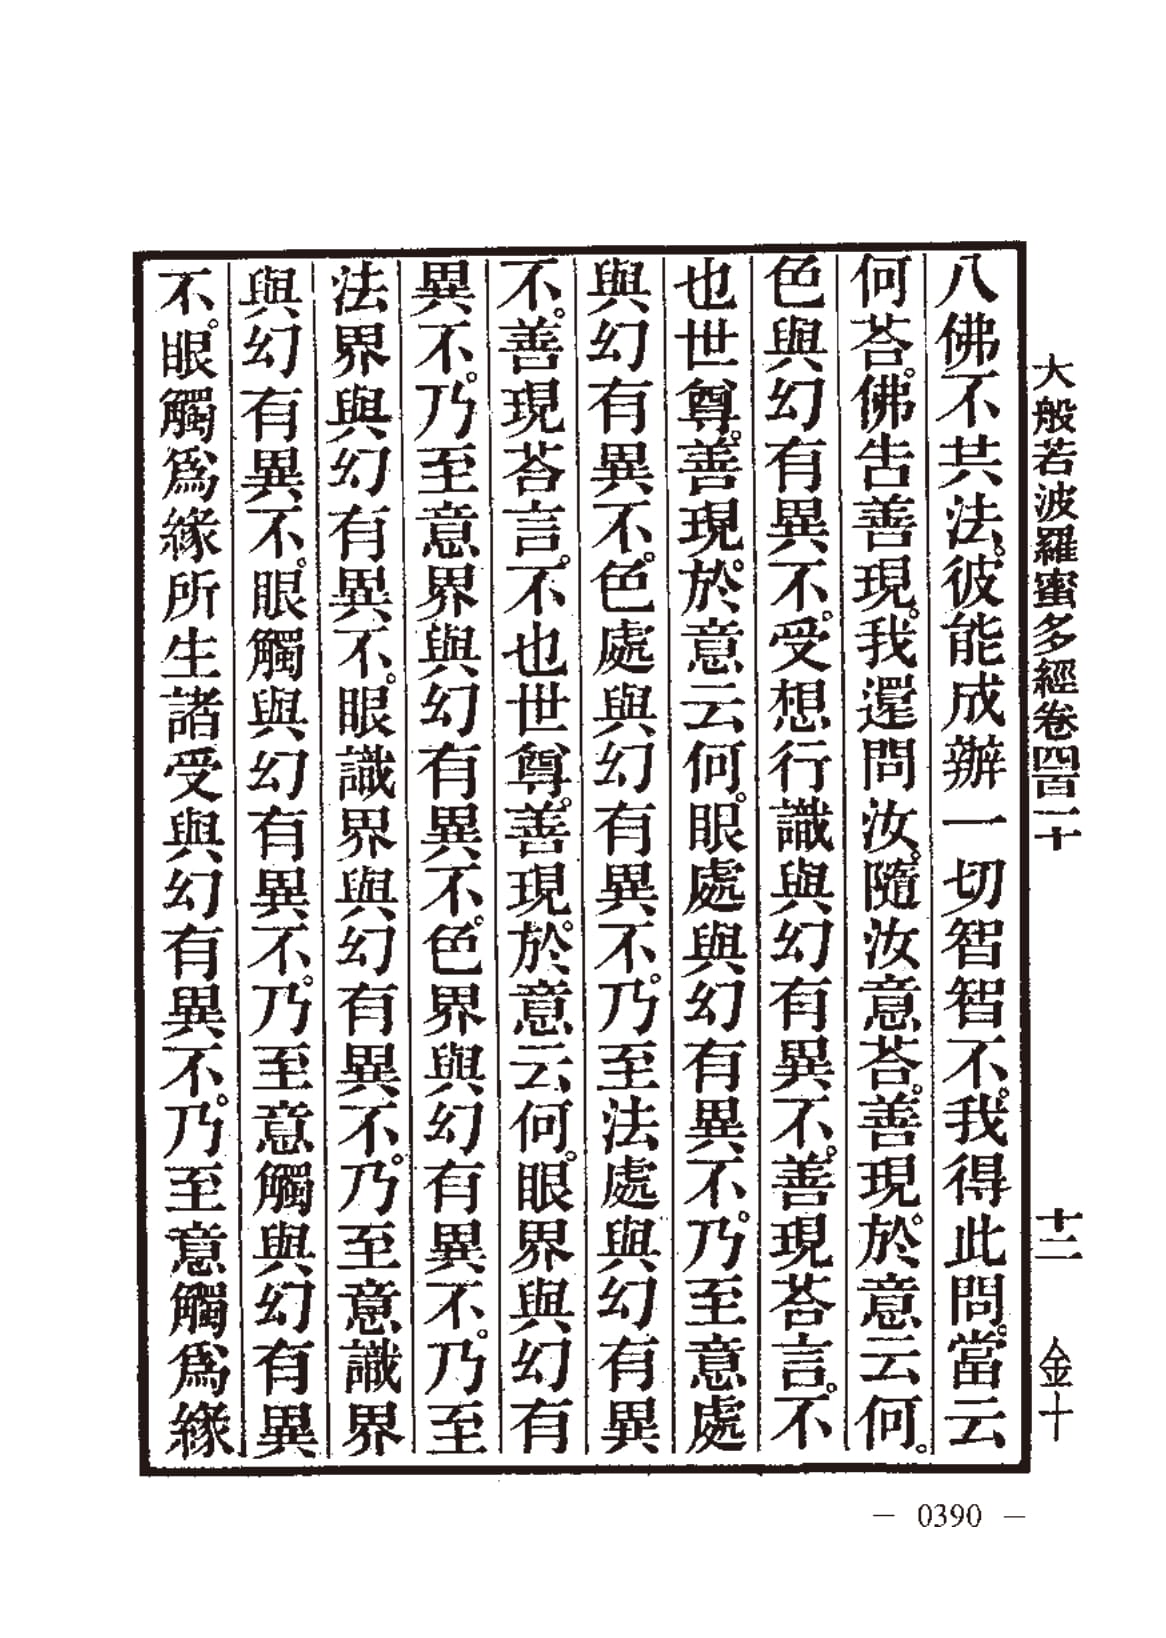 大般若波羅蜜多經卷四百一十 十二 金十
八佛不共法。彼能成辦一切智智不。我得此問。當云
何荅。佛告善現。我還問汝。隨汝意荅。善現於意云何。
色與幻有異不。受想行識與幻有異不。善現荅言。不
也世尊。善現。於意云何。眼處與幻有異不。乃至意處
與幻有異不。色處與幻有異不。乃至法處與幻有異
不。善現荅言。不也世尊。善現。於意云何。眼界與幻有
異不。乃至意界與幻有異不。色界與幻有異不。乃至
法界與幻有異不。眼識界與幻有異不。乃至意識界
與幻有異不。眼觸與幻有異不。乃至意觸與幻有異
不。眼觸爲緣所生諸受與幻有異不。乃至意觸爲緣
— 0390 —